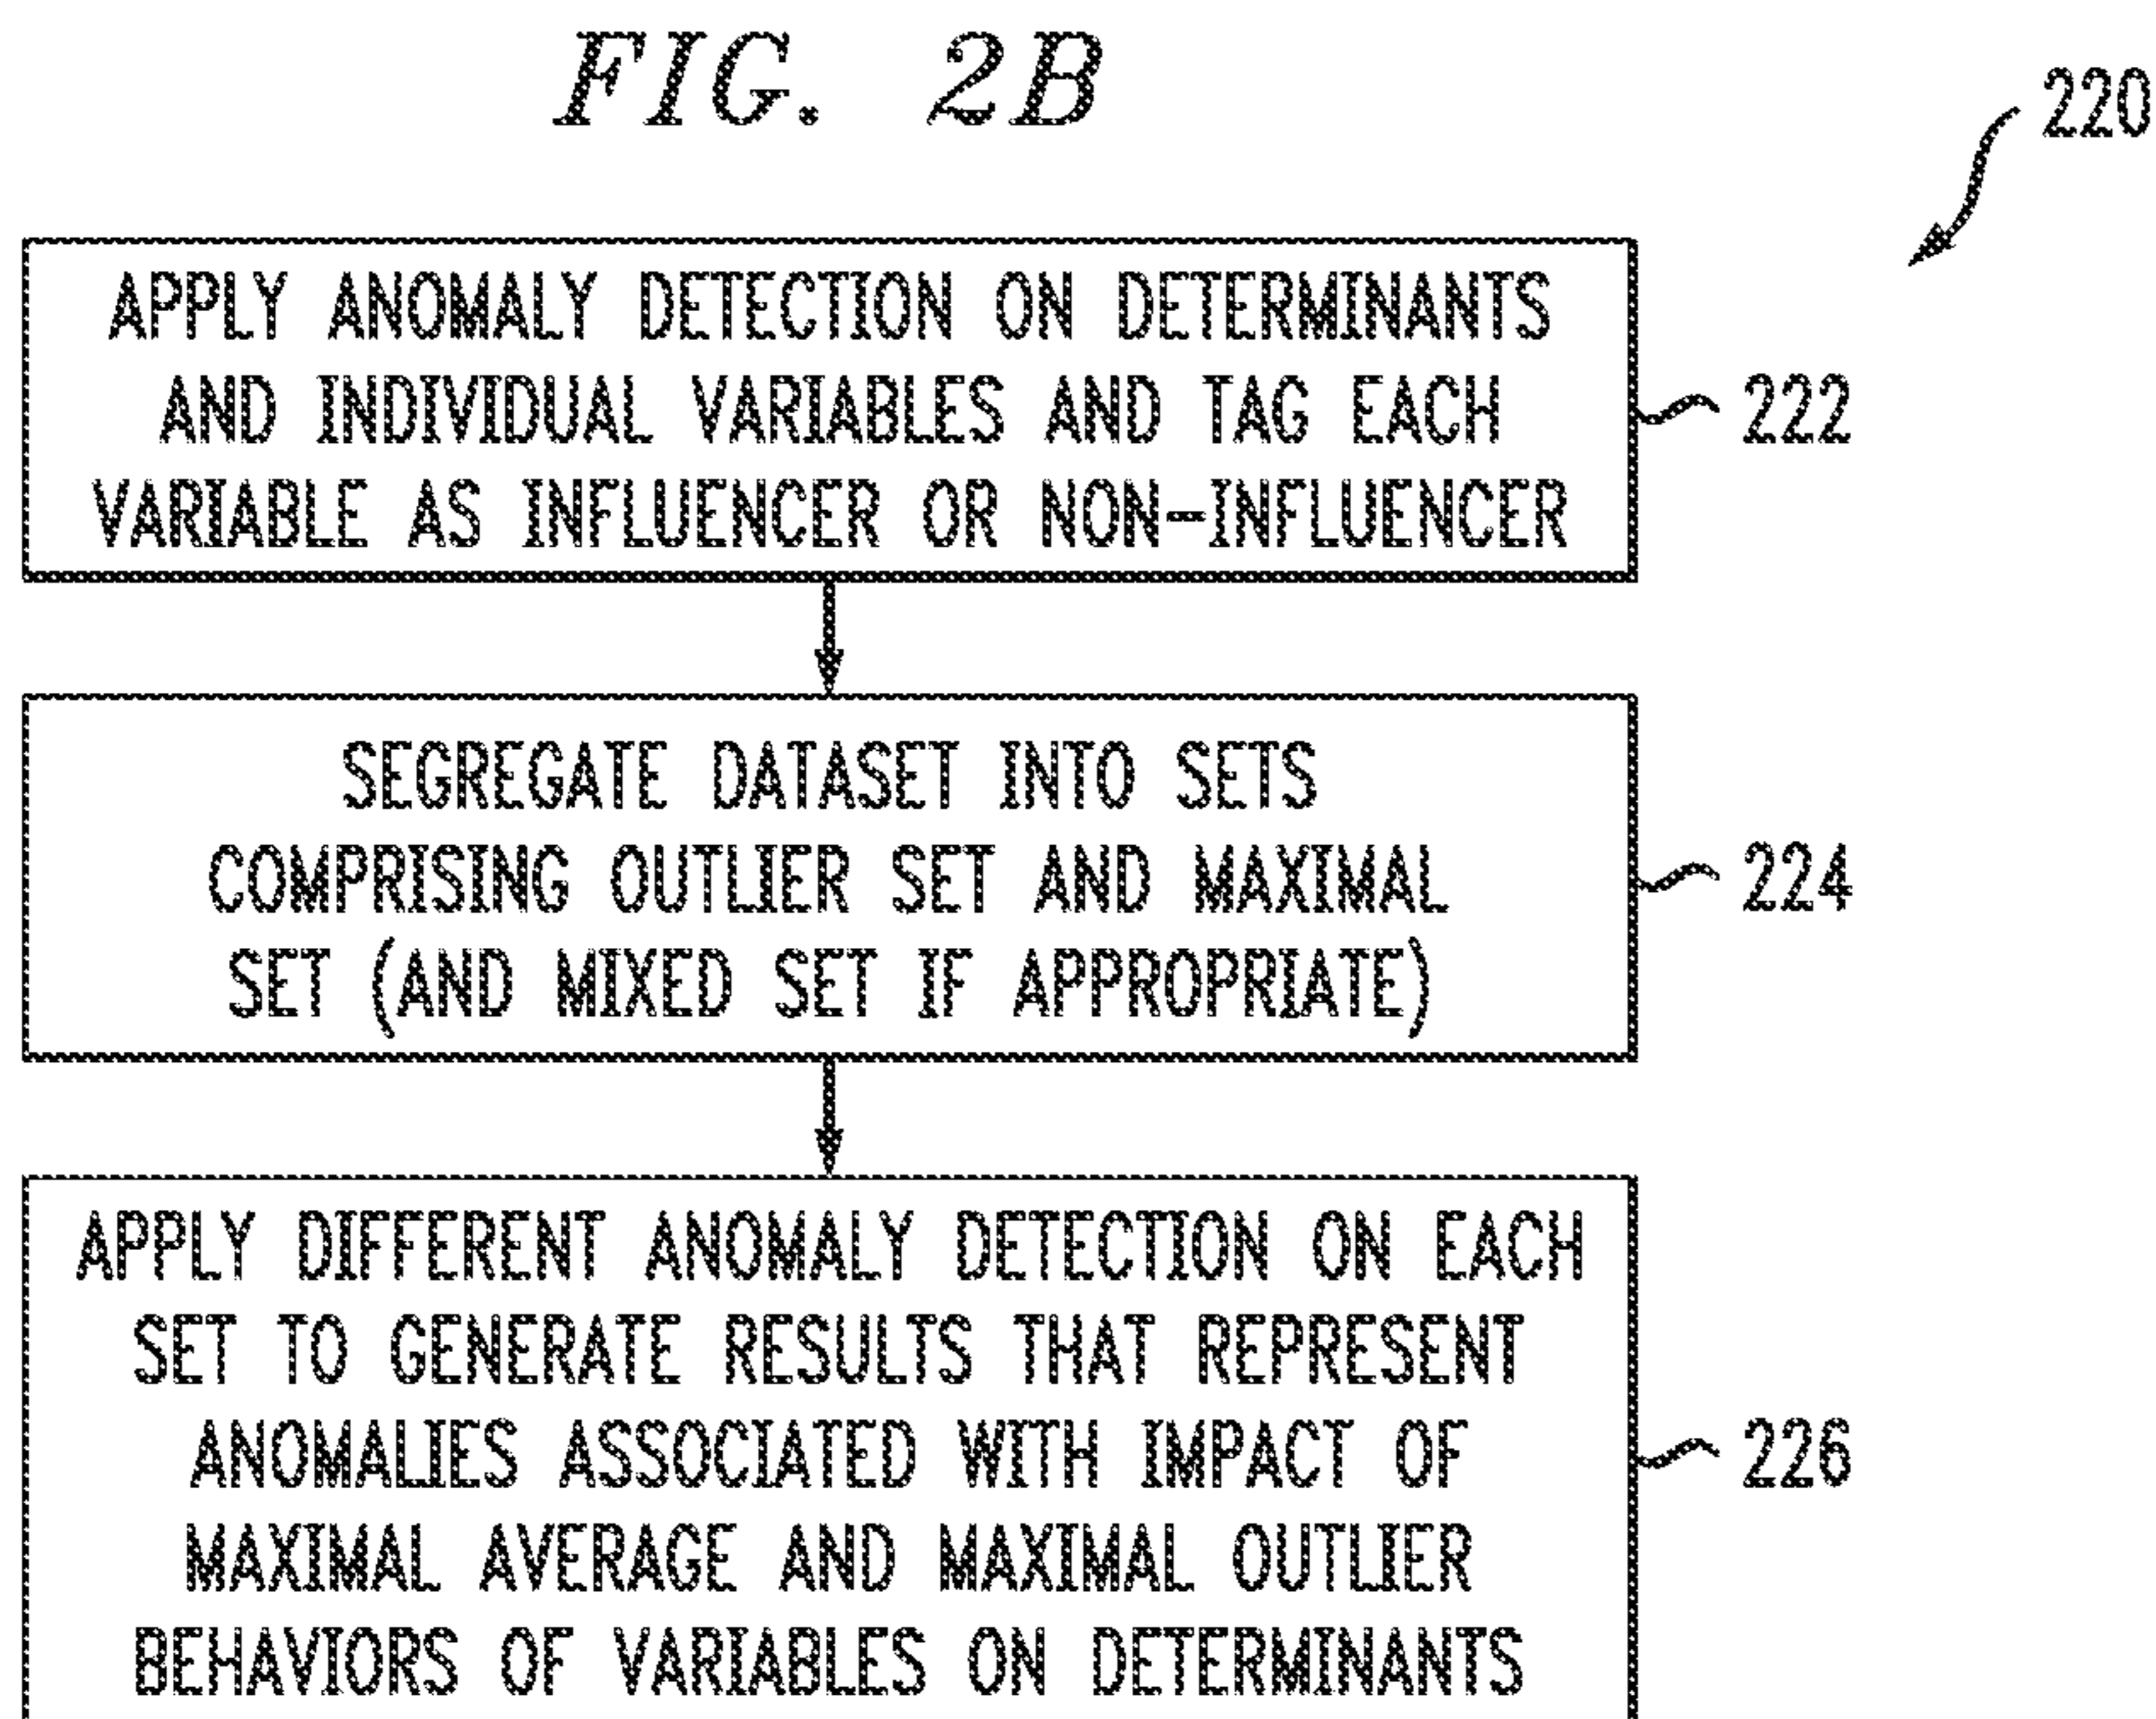 FIG. 2B
220
APPLY ANOMALY DETECTION ON DETERMINANTS
AND INDIVIDUAL VARIABLES AND TAG EACH
VARIABLE AS INFLUENCER OR NON-INFLUENCER
222
SEGREGATE DATASET INTO SETS
COMPRISING OUTLIER SET AND MAXIMAL
SET (AND MIXED SET IF APPROPRIATE)
224
APPLY DIFFERENT ANOMALY DETECTION ON EACH
SET TO GENERATE RESULTS THAT REPRESENT
ANOMALIES ASSOCIATED WITH IMPACT OF
MAXIMAL AVERAGE AND MAXIMAL OUTLIER
BEHAVIORS OF VARIABLES ON DETERMINANTS
226